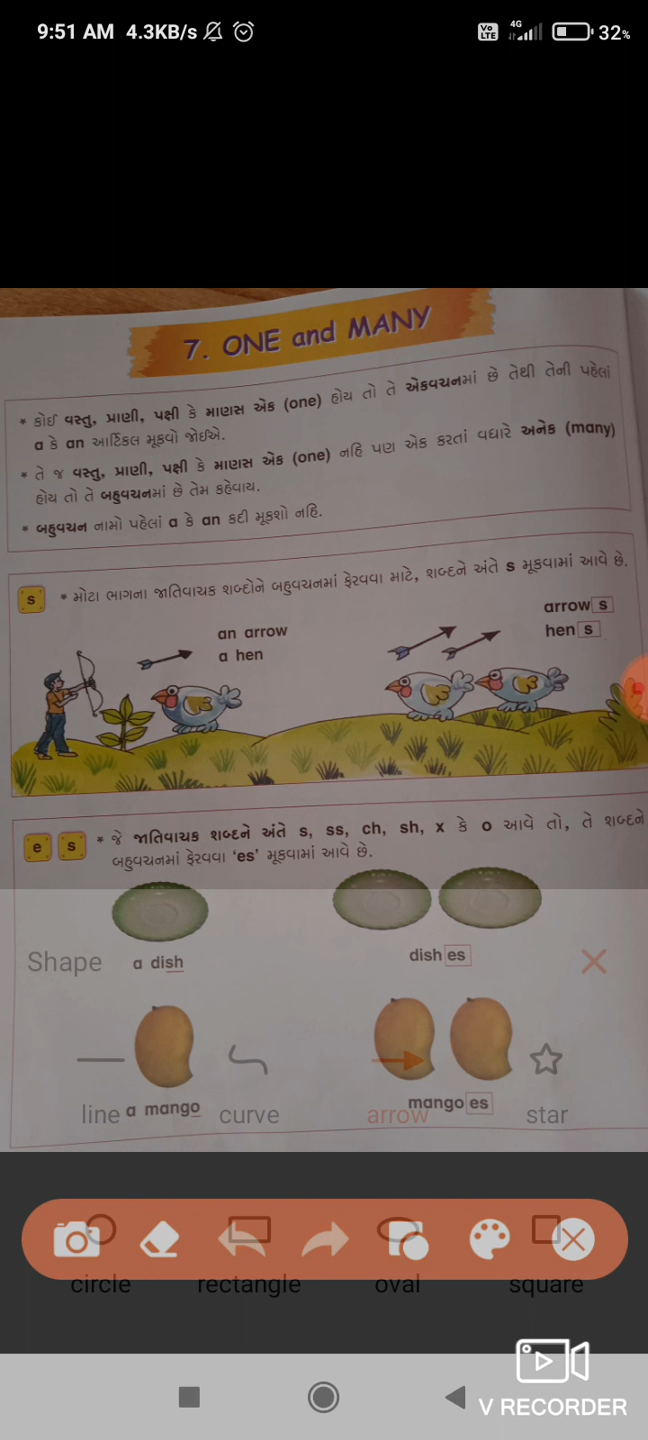 9:51 AM 4.3KB/s
Vo LTE 4G 32%
7. ONE and MANY
* કોઈ વસ્તુ, પ્રાણી, પક્ષી કે માણસ એક (one) હોય તો તે એકવચનમાં છે તેથી તેની પહેલાં
a કે an આર્ટિકલ મૂકવો જોઈએ.
* તે જ વસ્તુ, પ્રાણી, પક્ષી કે માણસ એક (one) નહિ પણ એક કરતાં વધારે અનેક (many)
હોય તો તે બહુવચનમાં છે તેમ કહેવાય.
* બહુવચન નામો પહેલાં a કે an કદી મૂકશો નહિ.
s * મોટા ભાગના જાતિવાચક શબ્દોને બહુવચનમાં ફેરવવા માટે, શબ્દને અંતે s મૂકવામાં આવે છે.
an arrow
a hen
arrow s
hen s
e s * જે જાતિવાચક શબ્દને અંતે s, ss, ch, sh, x કે o આવે તો, તે શબ્દને
બહુવચનમાં ફેરવવા ‘es’ મૂકવામાં આવે છે.
Shape a dish dish es
line a mango curve arrow mango es star
circle rectangle oval square
V RECORDER